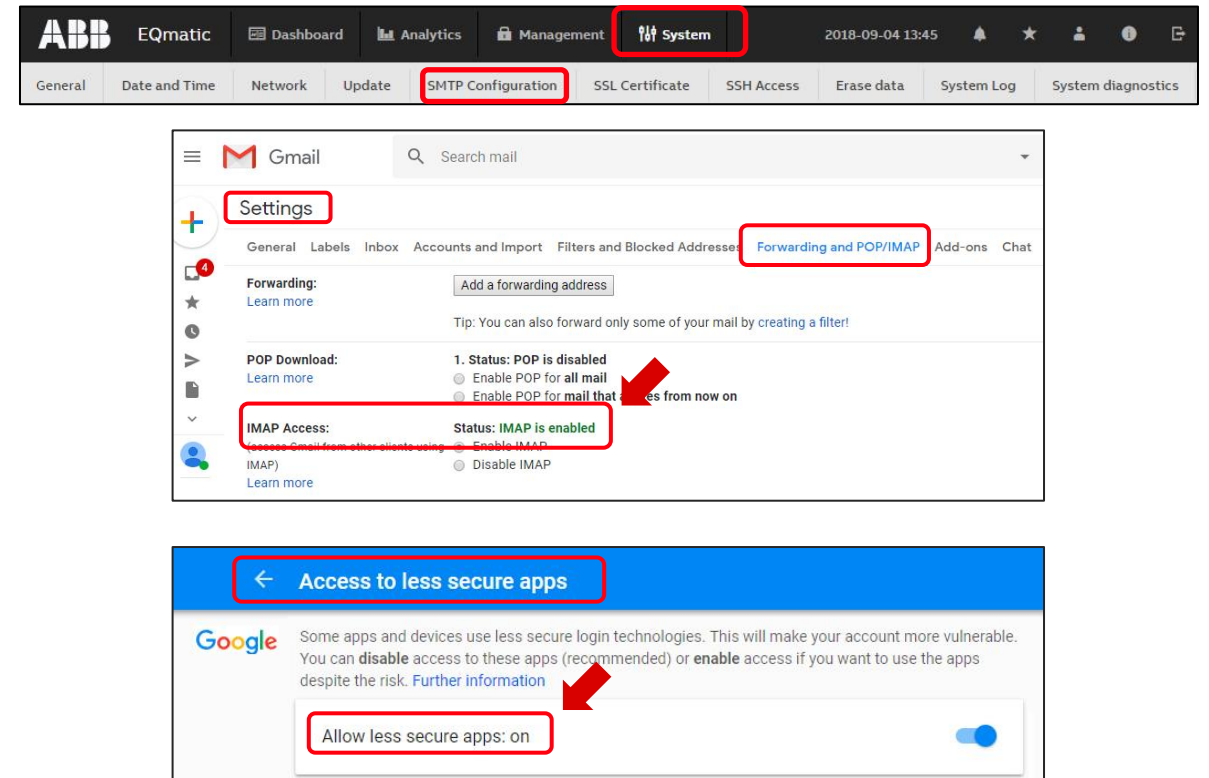 ABB EQmatic Dashboard Analytics Management System 2018-09-04 13:45
General Date and Time Network Update SMTP Configuration SSL Certificate SSH Access Erase data System Log System diagnostics
Gmail Search mail
Settings
General Labels Inbox Accounts and Import Filters and Blocked Addresses Forwarding and POP/IMAP Add-ons Chat
4
Forwarding: Add a forwarding address
Learn more
Tip: You can also forward only some of your mail by creating a filter!
POP Download: 1. Status: POP is disabled
Learn more Enable POP for all mail
Enable POP for mail that from now on
IMAP Access: Status: IMAP is enabled
(access Gmail from other clients using Enable IMAP
IMAP) Disable IMAP
Learn more
Access to less secure apps
Google Some apps and devices use less secure login technologies. This will make your account more vulnerable.
You can disable access to these apps (recommended) or enable access if you want to use the apps
despite the risk. Further information
Allow less secure apps: on